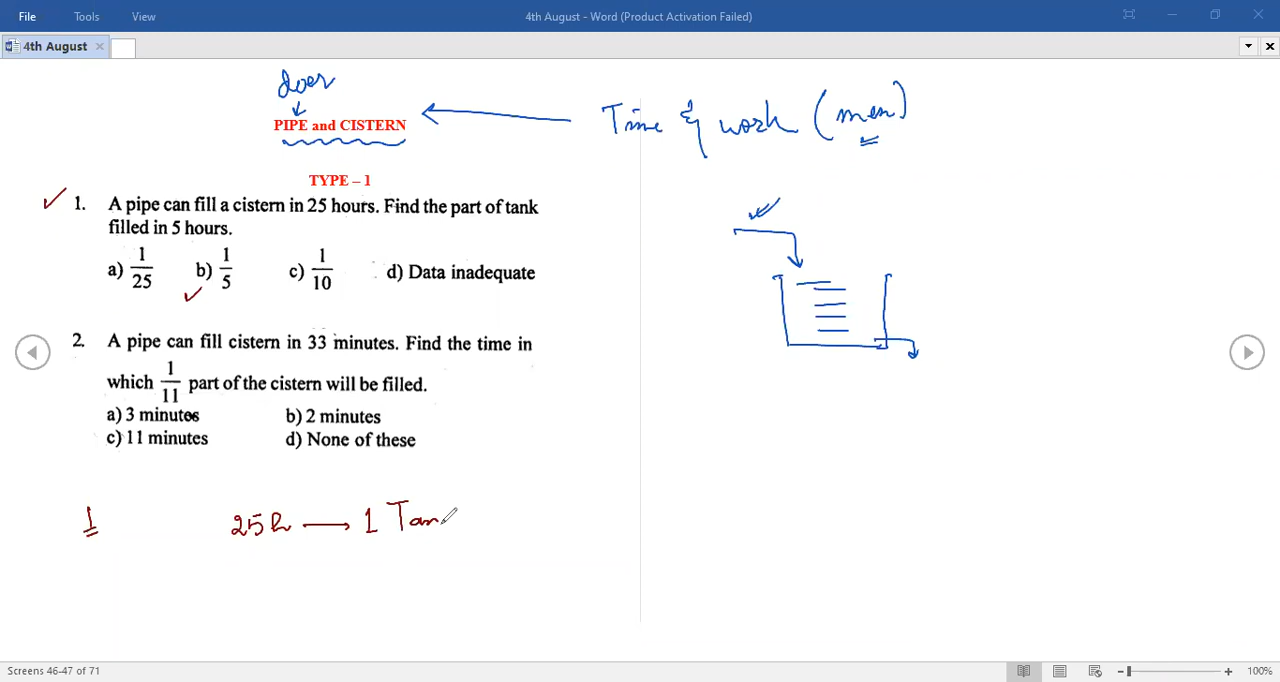 File Tools View 4th August - Word (Product Activation Failed)
4th August
doer
PIPE and CISTERN
Time & work (men)
TYPE – 1
1. A pipe can fill a cistern in 25 hours. Find the part of tank
filled in 5 hours.
a) 1/25 b) 1/5 c) 1/10 d) Data inadequate
2. A pipe can fill cistern in 33 minutes. Find the time in
which 1/11 part of the cistern will be filled.
a) 3 minutes b) 2 minutes
c) 11 minutes d) None of these
1 25h → 1 Tan
Screens 46-47 of 71 100%